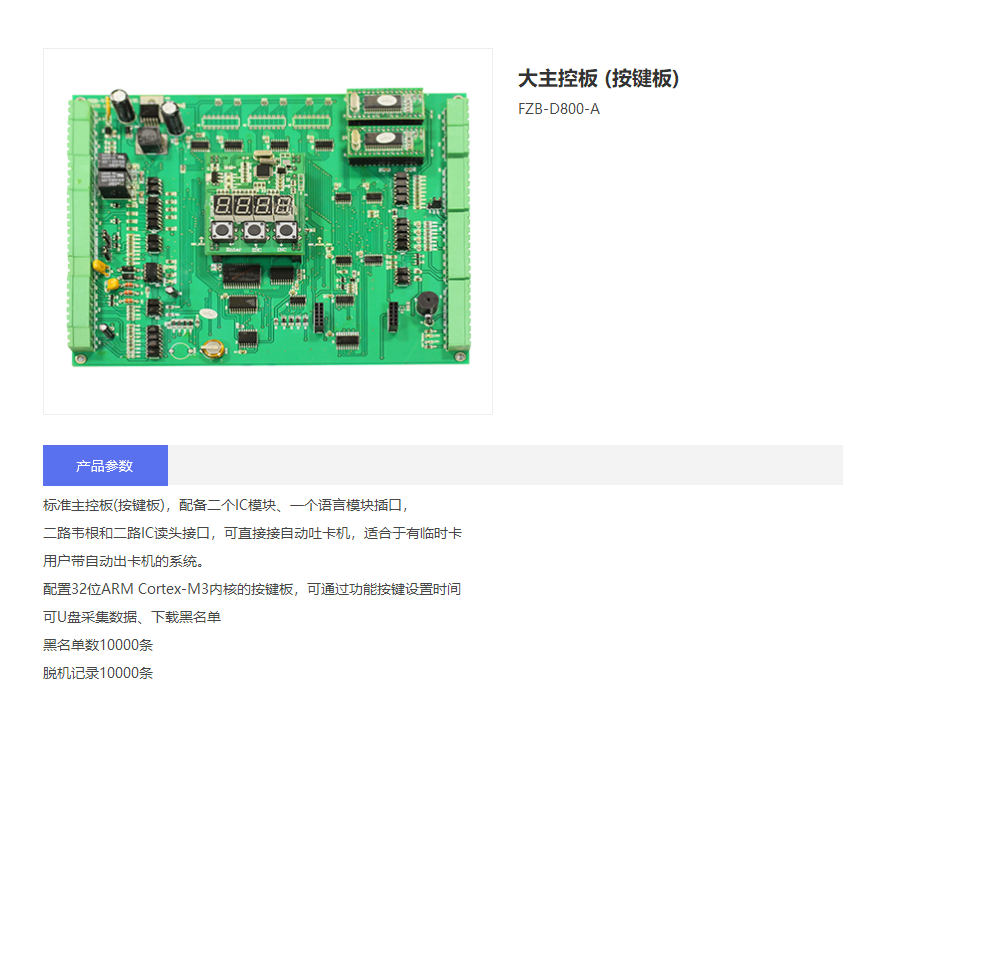 大主控板 (按键板)
FZB-D800-A
8.8.8.8.
Enter ESC INC
产品参数
标准主控板(按键板)，配备二个IC模块、一个语言模块插口，
二路韦根和二路IC读头接口，可直接接自动吐卡机，适合于有临时卡
用户带自动出卡机的系统。
配置32位ARM Cortex-M3内核的按键板，可通过功能按键设置时间
可U盘采集数据、下载黑名单
黑名单数10000条
脱机记录10000条